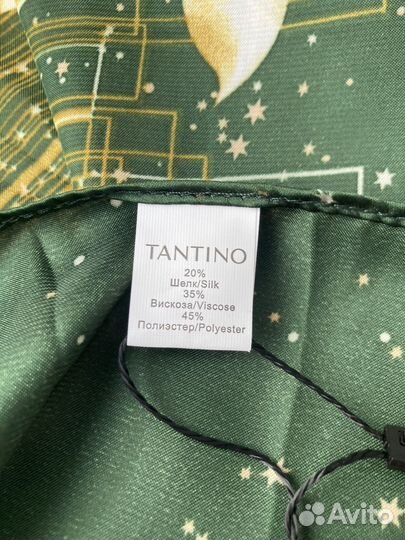 TANTINO
20%
Шелк/Silk
35%
Вискоза/Viscose
45%
Полиэстер/Polyester
Avito